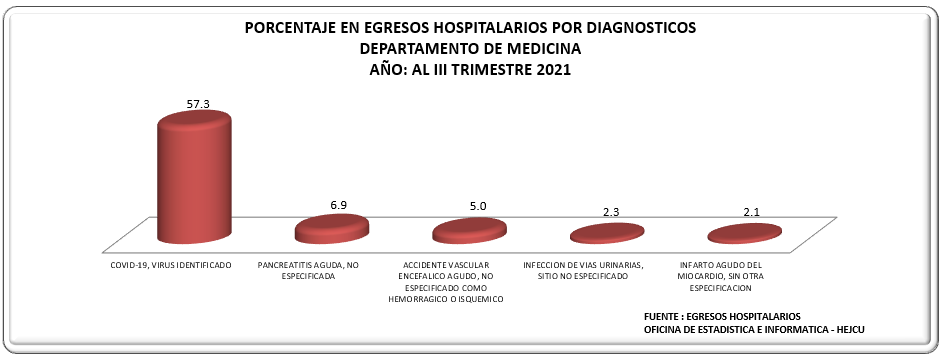 PORCENTAJE EN EGRESOS HOSPITALARIOS POR DIAGNOSTICOS
DEPARTAMENTO DE MEDICINA
AÑO: AL III TRIMESTRE 2021
57.3
6.9
5.0
2.3
2.1
COVID-19, VIRUS IDENTIFICADO
PANCREATITIS AGUDA, NO
ESPECIFICADA
ACCIDENTE VASCULAR
ENCEFALICO AGUDO, NO
ESPECIFICADO COMO
HEMORRAGICO O ISQUEMICO
INFECCION DE VIAS URINARIAS,
SITIO NO ESPECIFICADO
INFARTO AGUDO DEL
MIOCARDIO, SIN OTRA
ESPECIFICACION
FUENTE : EGRESOS HOSPITALARIOS
OFICINA DE ESTADISTICA E INFORMATICA - HEJCU